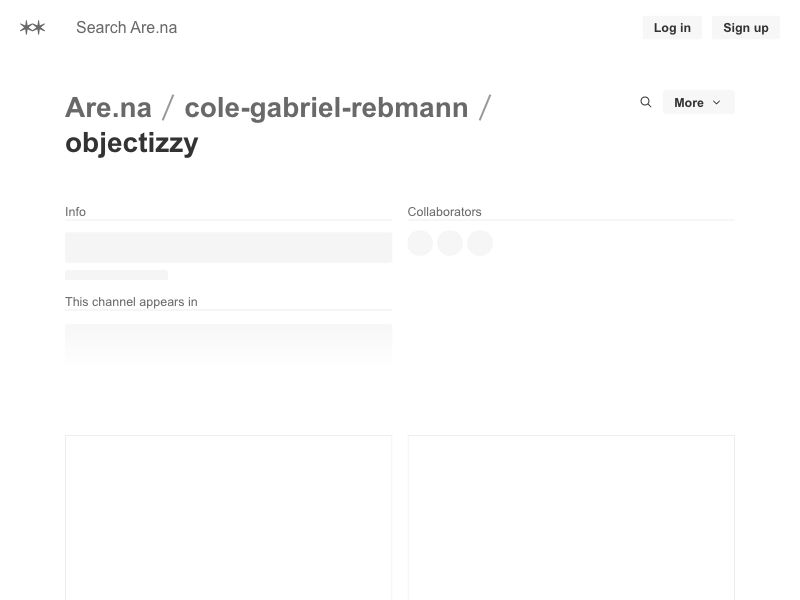 Search Are.na
Log in
Sign up
Are.na / cole-gabriel-rebmann /
objectizzy
More
Info
Collaborators
This channel appears in